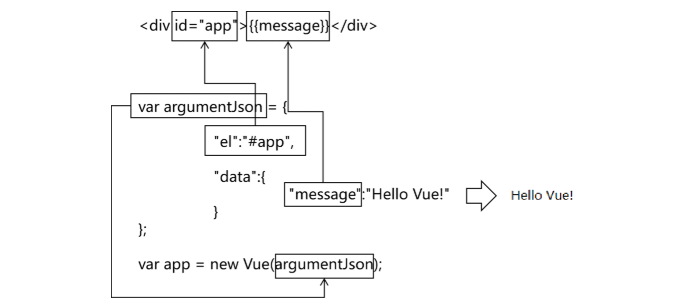 <div id="app">{{message}}</div>
var argumentJson = {
"el":"#app",
"data":{
"message":"Hello Vue!"
Hello Vue!
}
};
var app = new Vue(argumentJson);